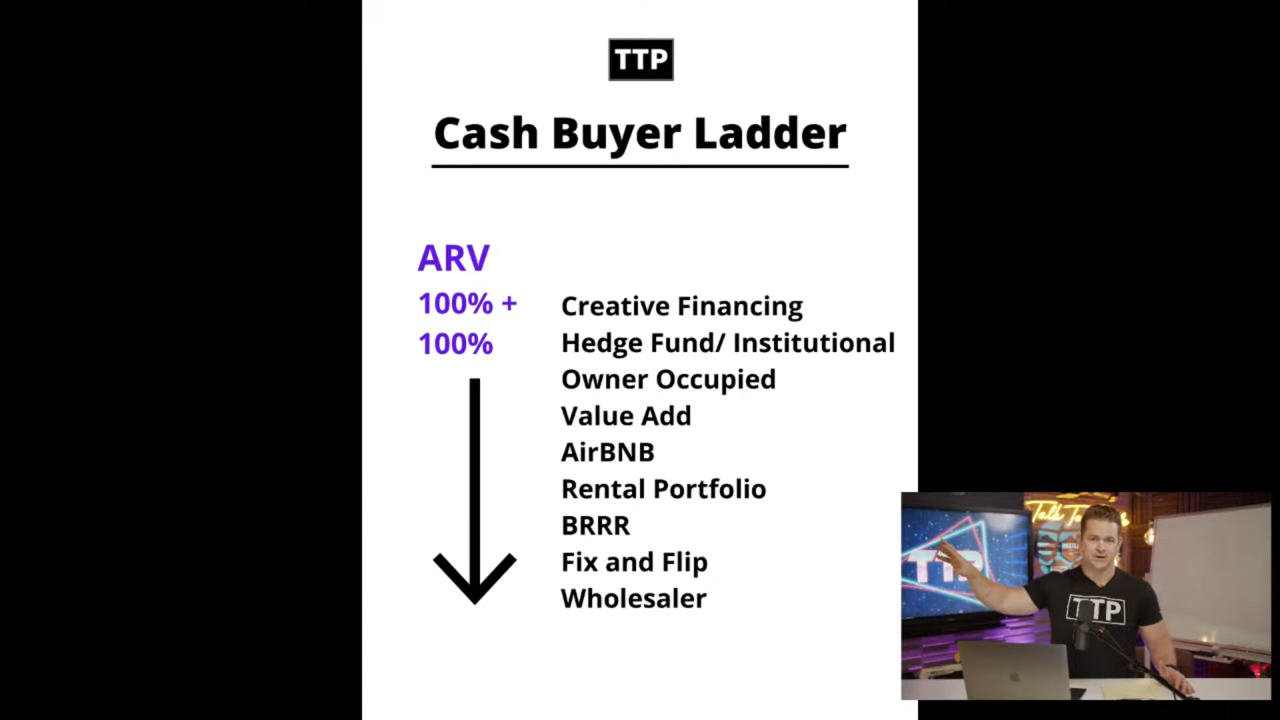 TTP
Cash Buyer Ladder
ARV
100% +
100%
Creative Financing
Hedge Fund/ Institutional
Owner Occupied
Value Add
AirBNB
Rental Portfolio
BRRR
Fix and Flip
Wholesaler
TTP
TTP